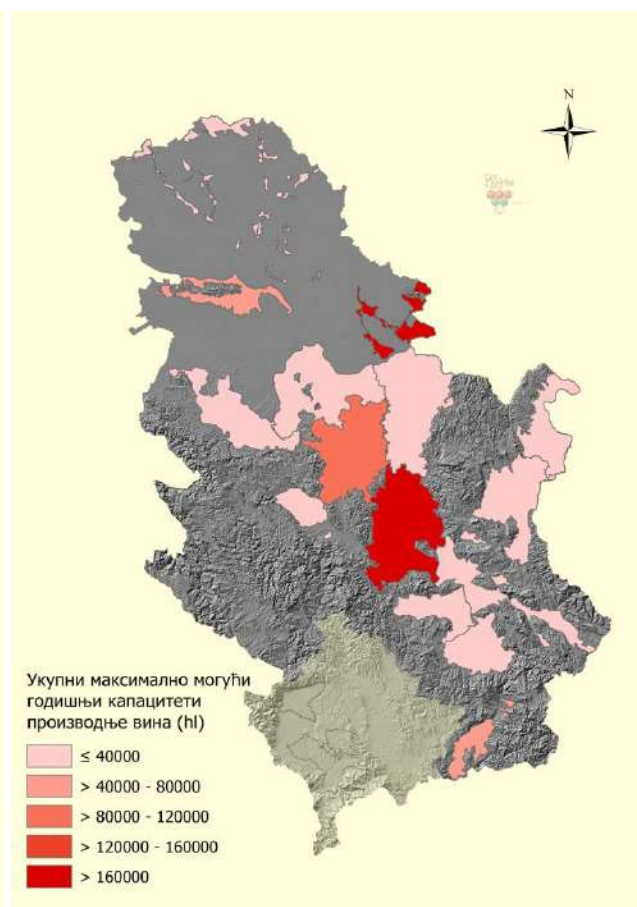 N
Укупни максимално могући
годишњи капацитети
производње вина (hl)
≤ 40000
> 40000 - 80000
> 80000 - 120000
> 120000 - 160000
> 160000